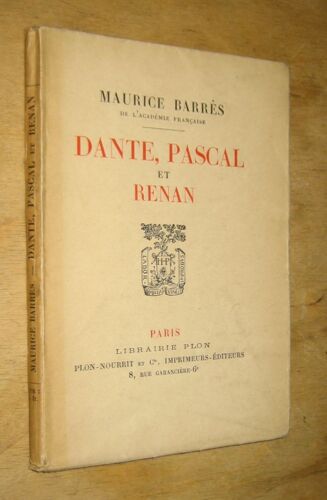 MAURICE BARRÈS
DE L'ACADÉMIE FRANÇAISE
DANTE, PASCAL
ET
RENAN
PARIS
LIBRAIRIE PLON
PLON-NOURRIT ET Cie, IMPRIMEURS-ÉDITEURS
8, RUE GARANCIÈRE-6e
MAURICE BARRÈS — DANTE, PASCAL ET RENAN